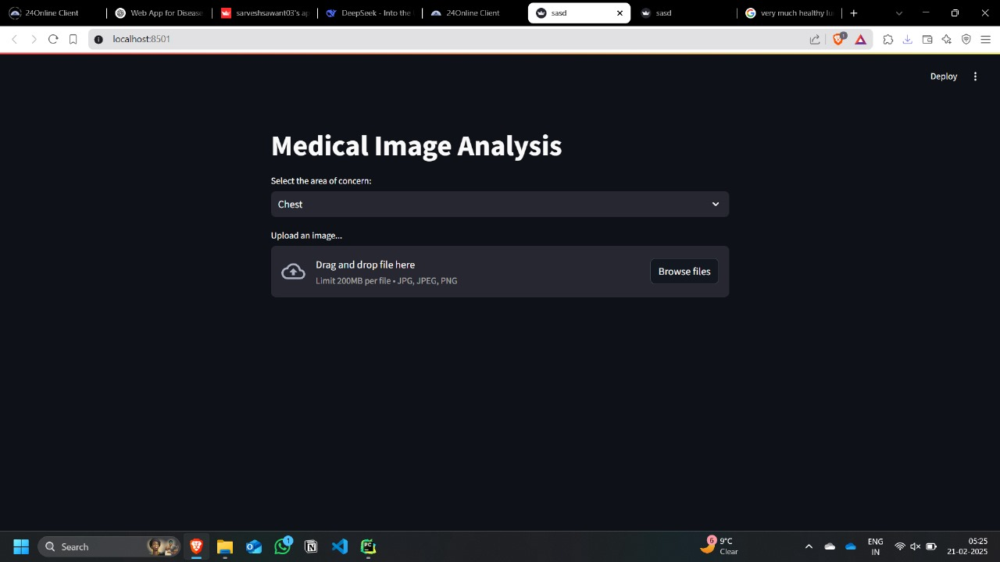 24Online Client
Web App for Disease
sarveshsawant03's ap
DeepSeek - Into the
24Online Client
sasd
sasd
very much healthy lu
localhost:8501
1
Deploy
Medical Image Analysis
Select the area of concern:
Chest
Upload an image...
Drag and drop file here
Limit 200MB per file • JPG, JPEG, PNG
Browse files
Search
1
PC
6
9°C
Clear
ENG
IN
05:25
21-02-2025